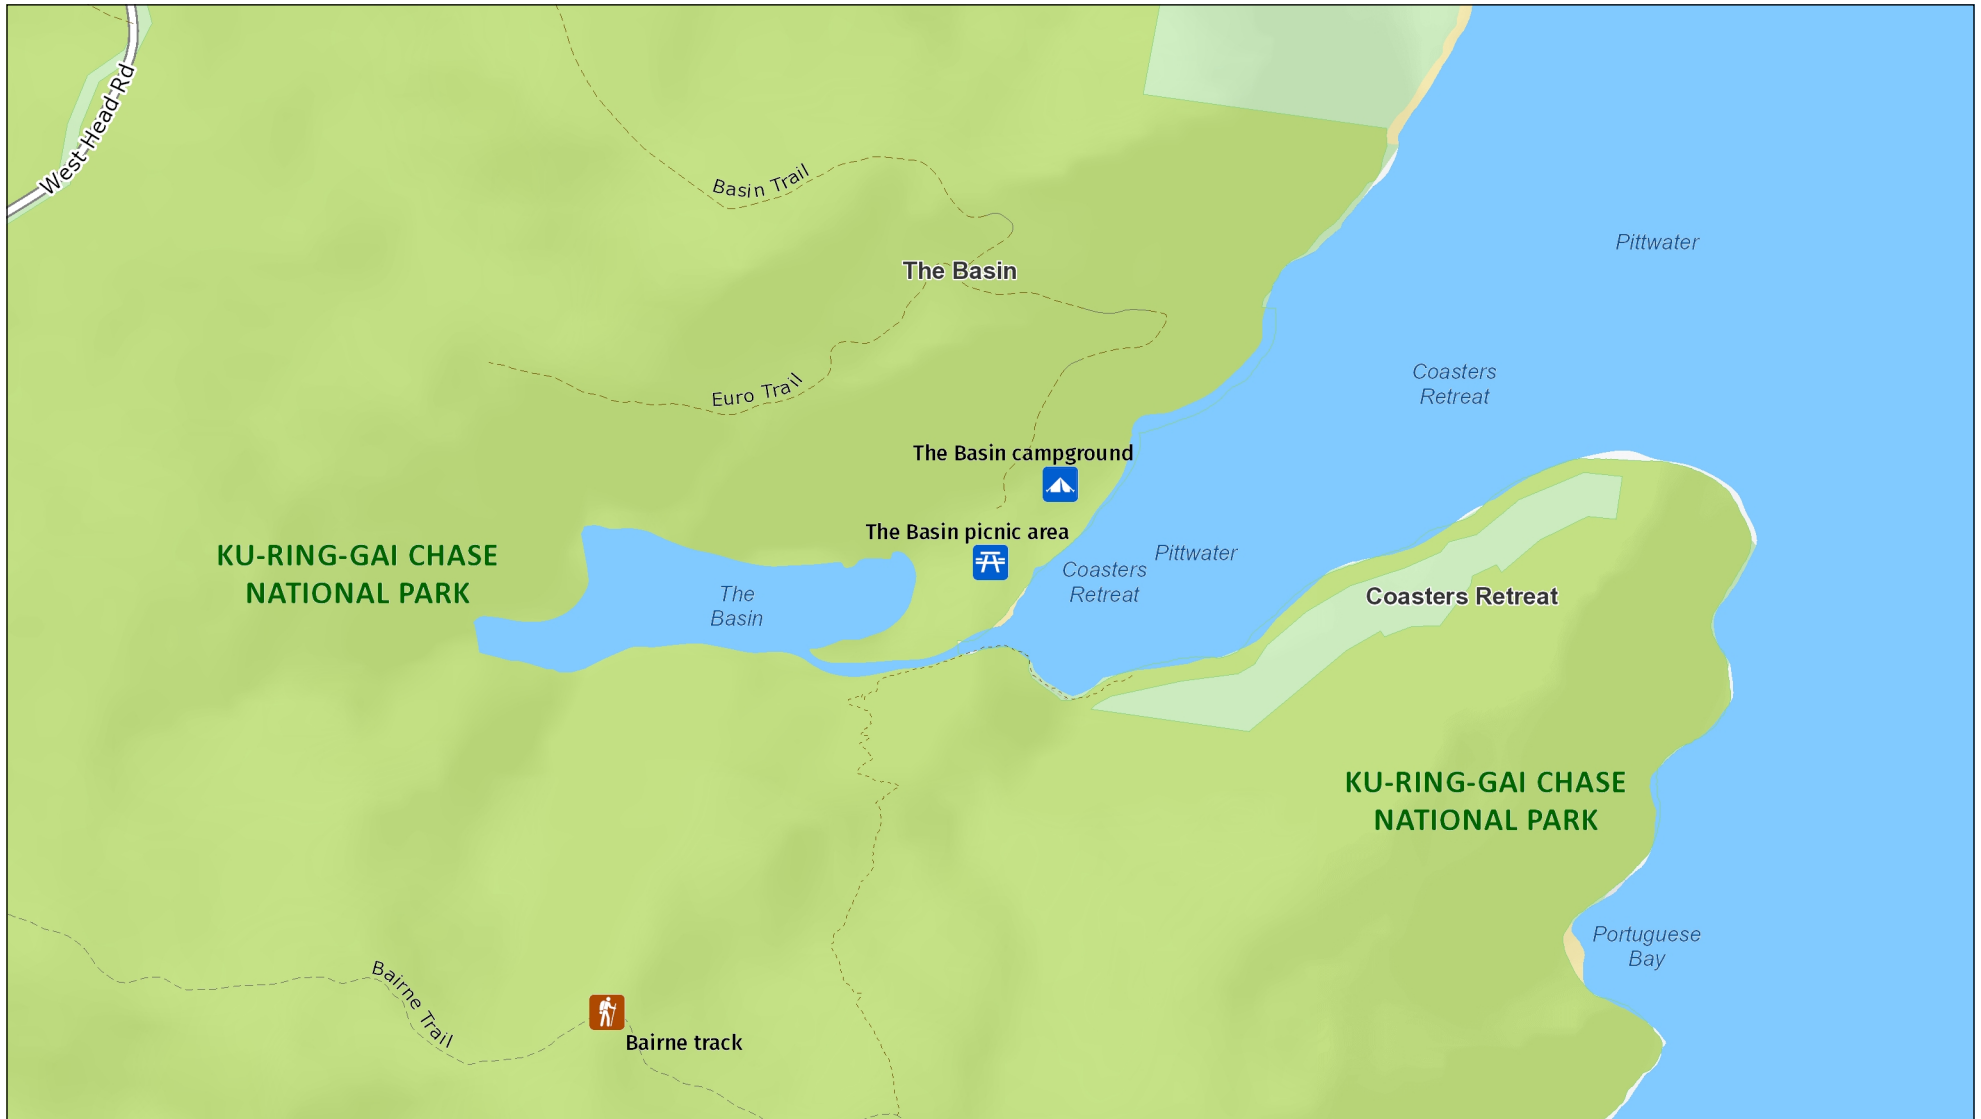 West-Head-Rd
Basin Trail
Pittwater
The Basin
Coasters
Retreat
Euro Trail
The Basin campground
The Basin picnic area
KU-RING-GAI CHASE
NATIONAL PARK
Pittwater
Coasters
Retreat
The
Basin
Coasters Retreat
KU-RING-GAI CHASE
NATIONAL PARK
Portuguese
Bay
Bairne Trail
Bairne track